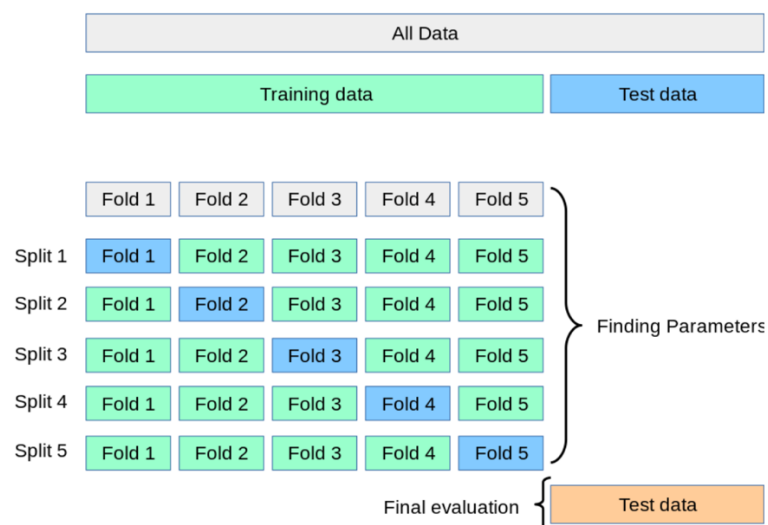 All Data
Training data Test data
Fold 1 Fold 2 Fold 3 Fold 4 Fold 5
Split 1 Fold 1 Fold 2 Fold 3 Fold 4 Fold 5
Split 2 Fold 1 Fold 2 Fold 3 Fold 4 Fold 5
Finding Parameters
Split 3 Fold 1 Fold 2 Fold 3 Fold 4 Fold 5
Split 4 Fold 1 Fold 2 Fold 3 Fold 4 Fold 5
Split 5 Fold 1 Fold 2 Fold 3 Fold 4 Fold 5
Final evaluation Test data